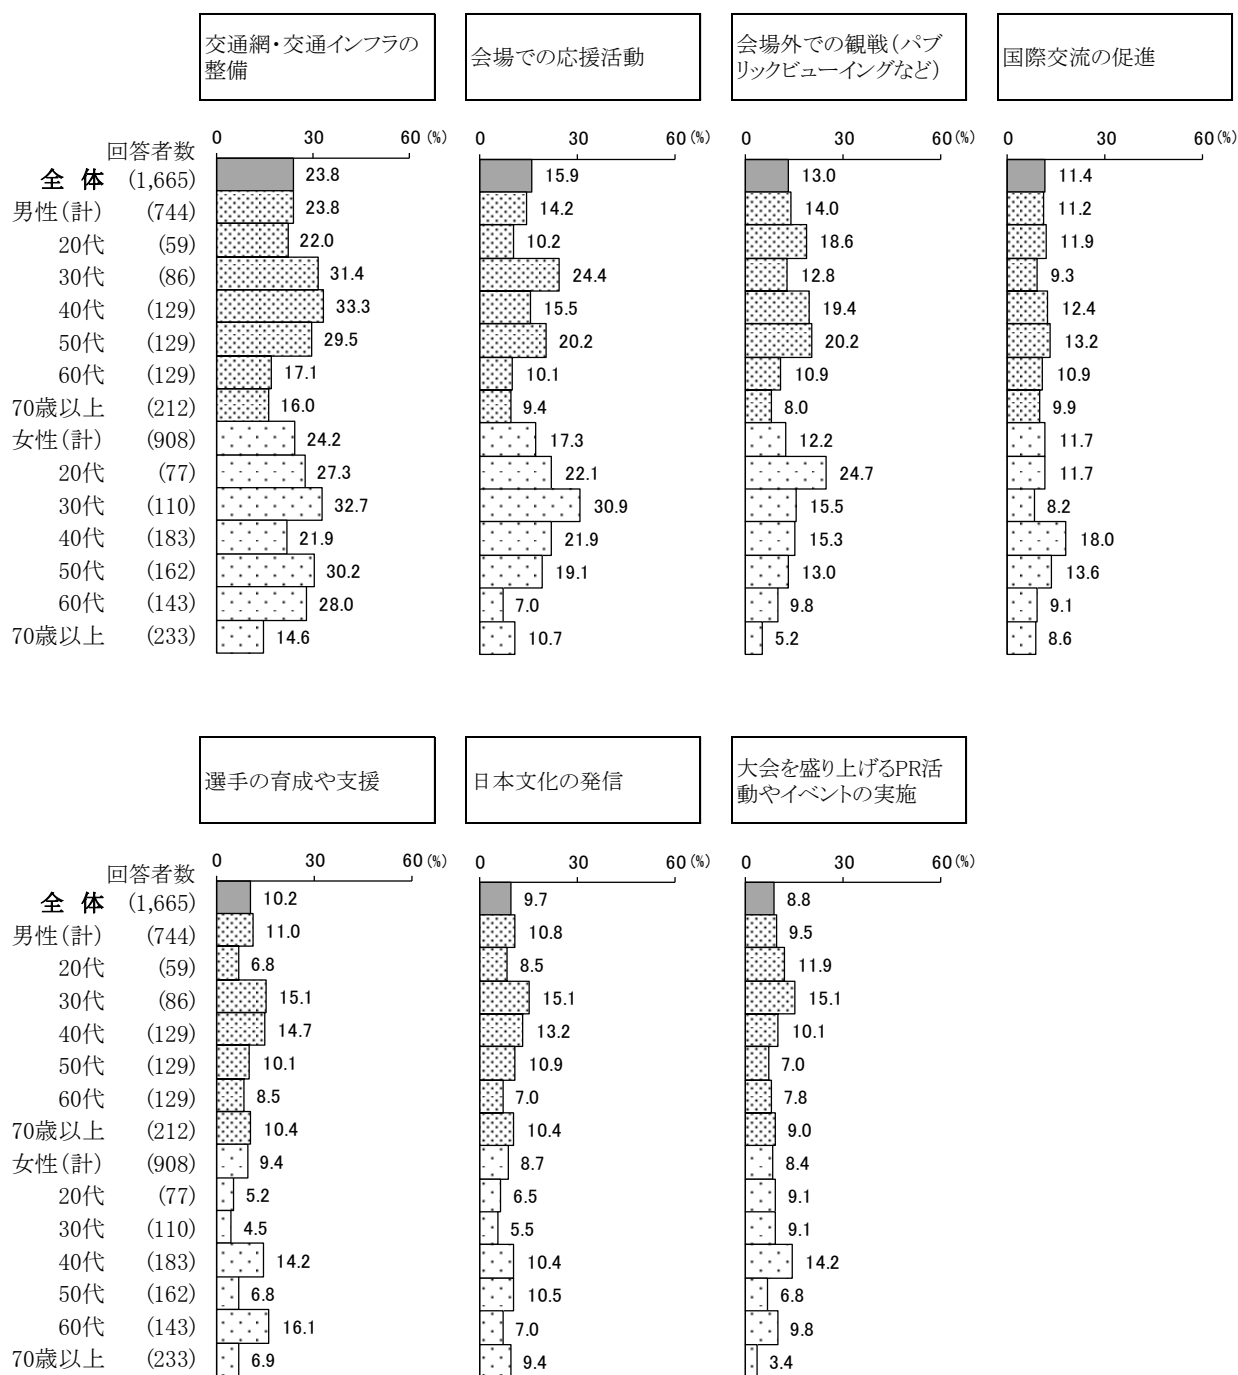 交通網・交通インフラの
整備
会場での応援活動
会場外での観戦(パブ
リックビューイングなど)
国際交流の促進
0 30 60(%) 0 30 60(%) 0 30 60(%) 0 30 60(%)
回答者数
全 体 (1,665) 23.8 15.9 13.0 11.4
男性(計) (744) 23.8 14.2 14.0 11.2
20代 (59) 22.0 10.2 18.6 11.9
30代 (86) 31.4 24.4 12.8 9.3
40代 (129) 33.3 15.5 19.4 12.4
50代 (129) 29.5 20.2 20.2 13.2
60代 (129) 17.1 10.1 10.9 10.9
70歳以上 (212) 16.0 9.4 8.0 9.9
女性(計) (908) 24.2 17.3 12.2 11.7
20代 (77) 27.3 22.1 24.7 11.7
30代 (110) 32.7 30.9 15.5 8.2
40代 (183) 21.9 21.9 15.3 18.0
50代 (162) 30.2 19.1 13.0 13.6
60代 (143) 28.0 7.0 9.8 9.1
70歳以上 (233) 14.6 10.7 5.2 8.6
選手の育成や支援
日本文化の発信
大会を盛り上げるPR活
動やイベントの実施
0 30 60(%) 0 30 60(%) 0 30 60(%)
回答者数
全 体 (1,665) 10.2 9.7 8.8
男性(計) (744) 11.0 10.8 9.5
20代 (59) 6.8 8.5 11.9
30代 (86) 15.1 15.1 15.1
40代 (129) 14.7 13.2 10.1
50代 (129) 10.1 10.9 7.0
60代 (129) 8.5 7.0 7.8
70歳以上 (212) 10.4 10.4 9.0
女性(計) (908) 9.4 8.7 8.4
20代 (77) 5.2 6.5 9.1
30代 (110) 4.5 5.5 9.1
40代 (183) 14.2 10.4 14.2
50代 (162) 6.8 10.5 6.8
60代 (143) 16.1 7.0 9.8
70歳以上 (233) 6.9 9.4 3.4